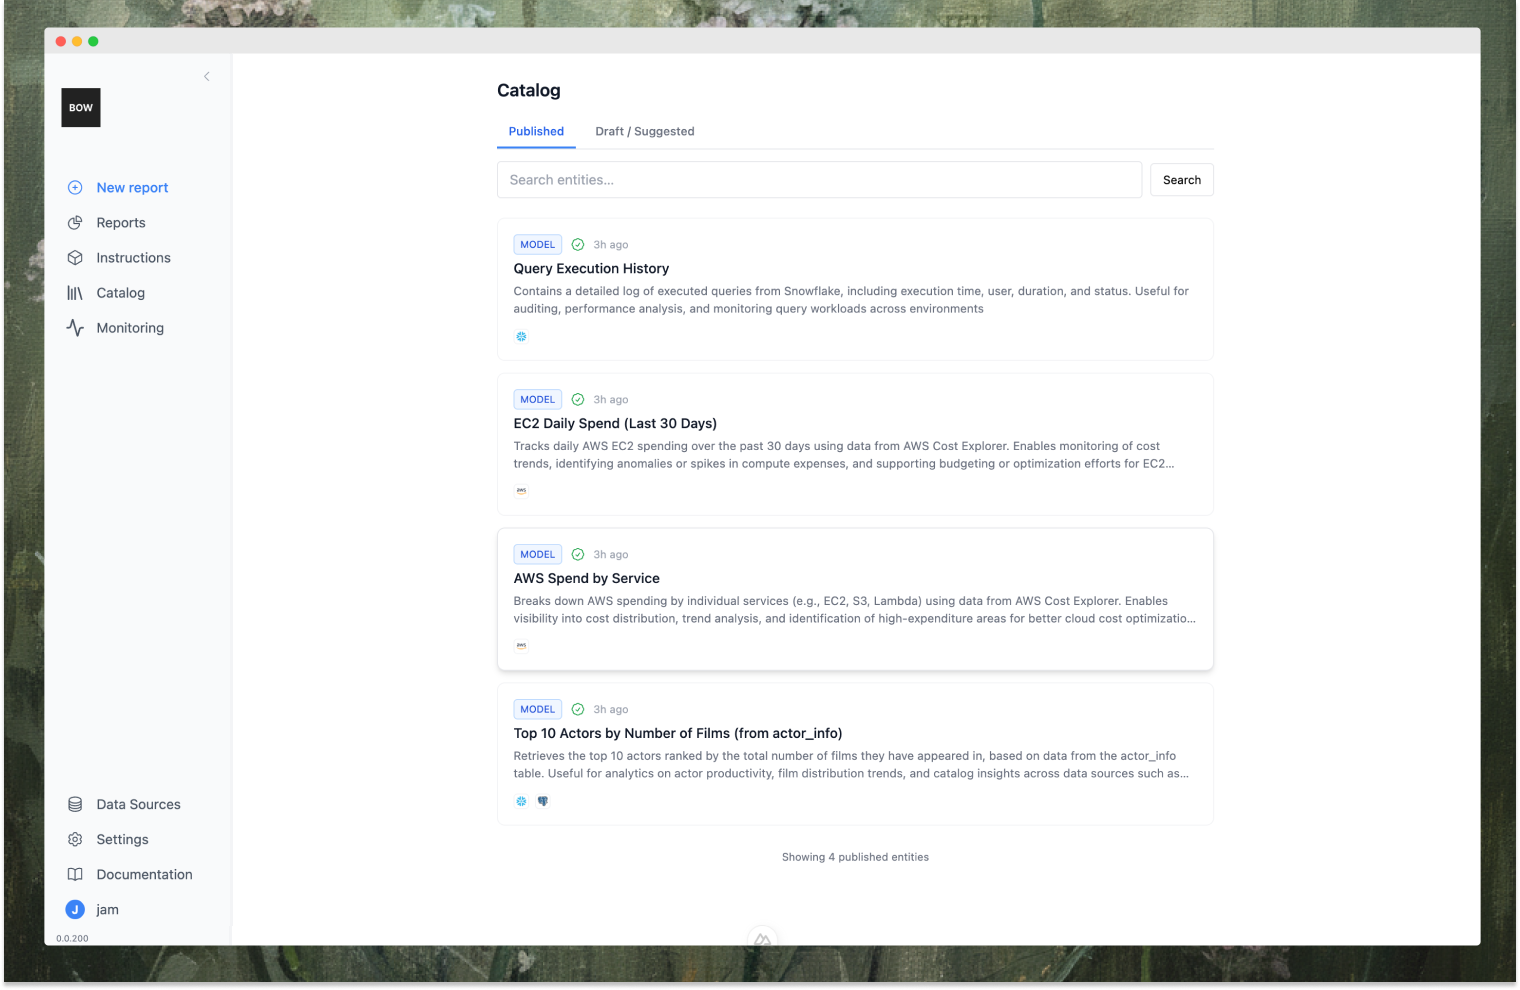 BOW
New report
Reports
Instructions
Catalog
Monitoring
Data Sources
Settings
Documentation
J jam
0.0.200
Catalog
Published Draft / Suggested
Search entities... Search
MODEL 3h ago
Query Execution History
Contains a detailed log of executed queries from Snowflake, including execution time, user, duration, and status. Useful for
auditing, performance analysis, and monitoring query workloads across environments
MODEL 3h ago
EC2 Daily Spend (Last 30 Days)
Tracks daily AWS EC2 spending over the past 30 days using data from AWS Cost Explorer. Enables monitoring of cost
trends, identifying anomalies or spikes in compute expenses, and supporting budgeting or optimization efforts for EC2...
aws
MODEL 3h ago
AWS Spend by Service
Breaks down AWS spending by individual services (e.g., EC2, S3, Lambda) using data from AWS Cost Explorer. Enables
visibility into cost distribution, trend analysis, and identification of high-expenditure areas for better cloud cost optimizatio...
aws
MODEL 3h ago
Top 10 Actors by Number of Films (from actor_info)
Retrieves the top 10 actors ranked by the total number of films they have appeared in, based on data from the actor_info
table. Useful for analytics on actor productivity, film distribution trends, and catalog insights across data sources such as...
Showing 4 published entities